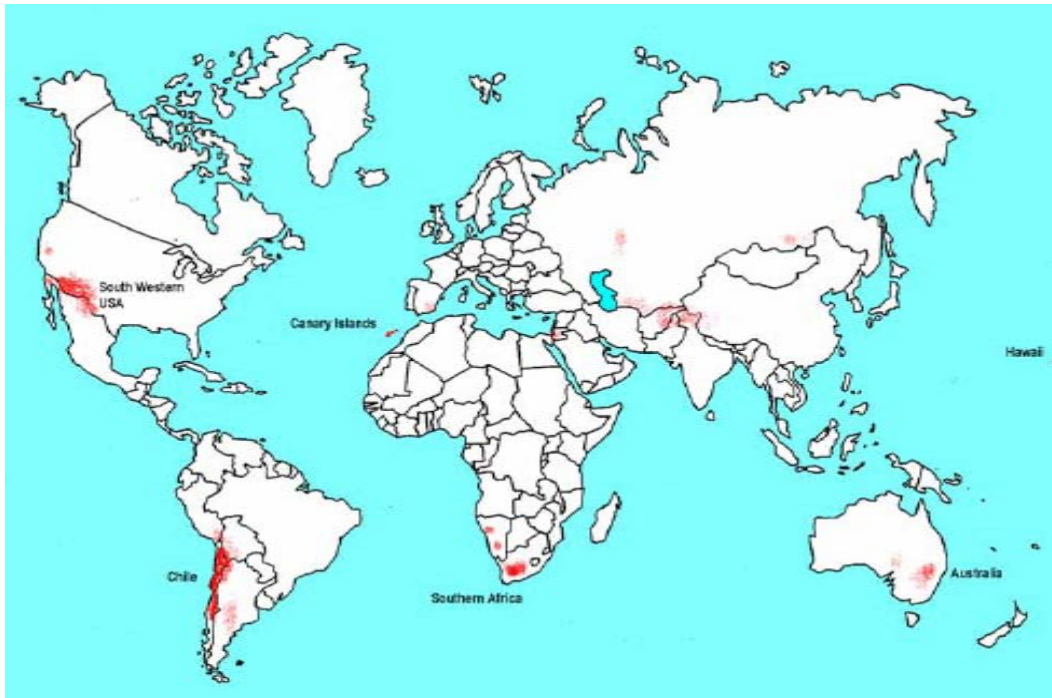 South Western
USA
Canary Islands
Hawaii
Chile
Australia
Southern Africa